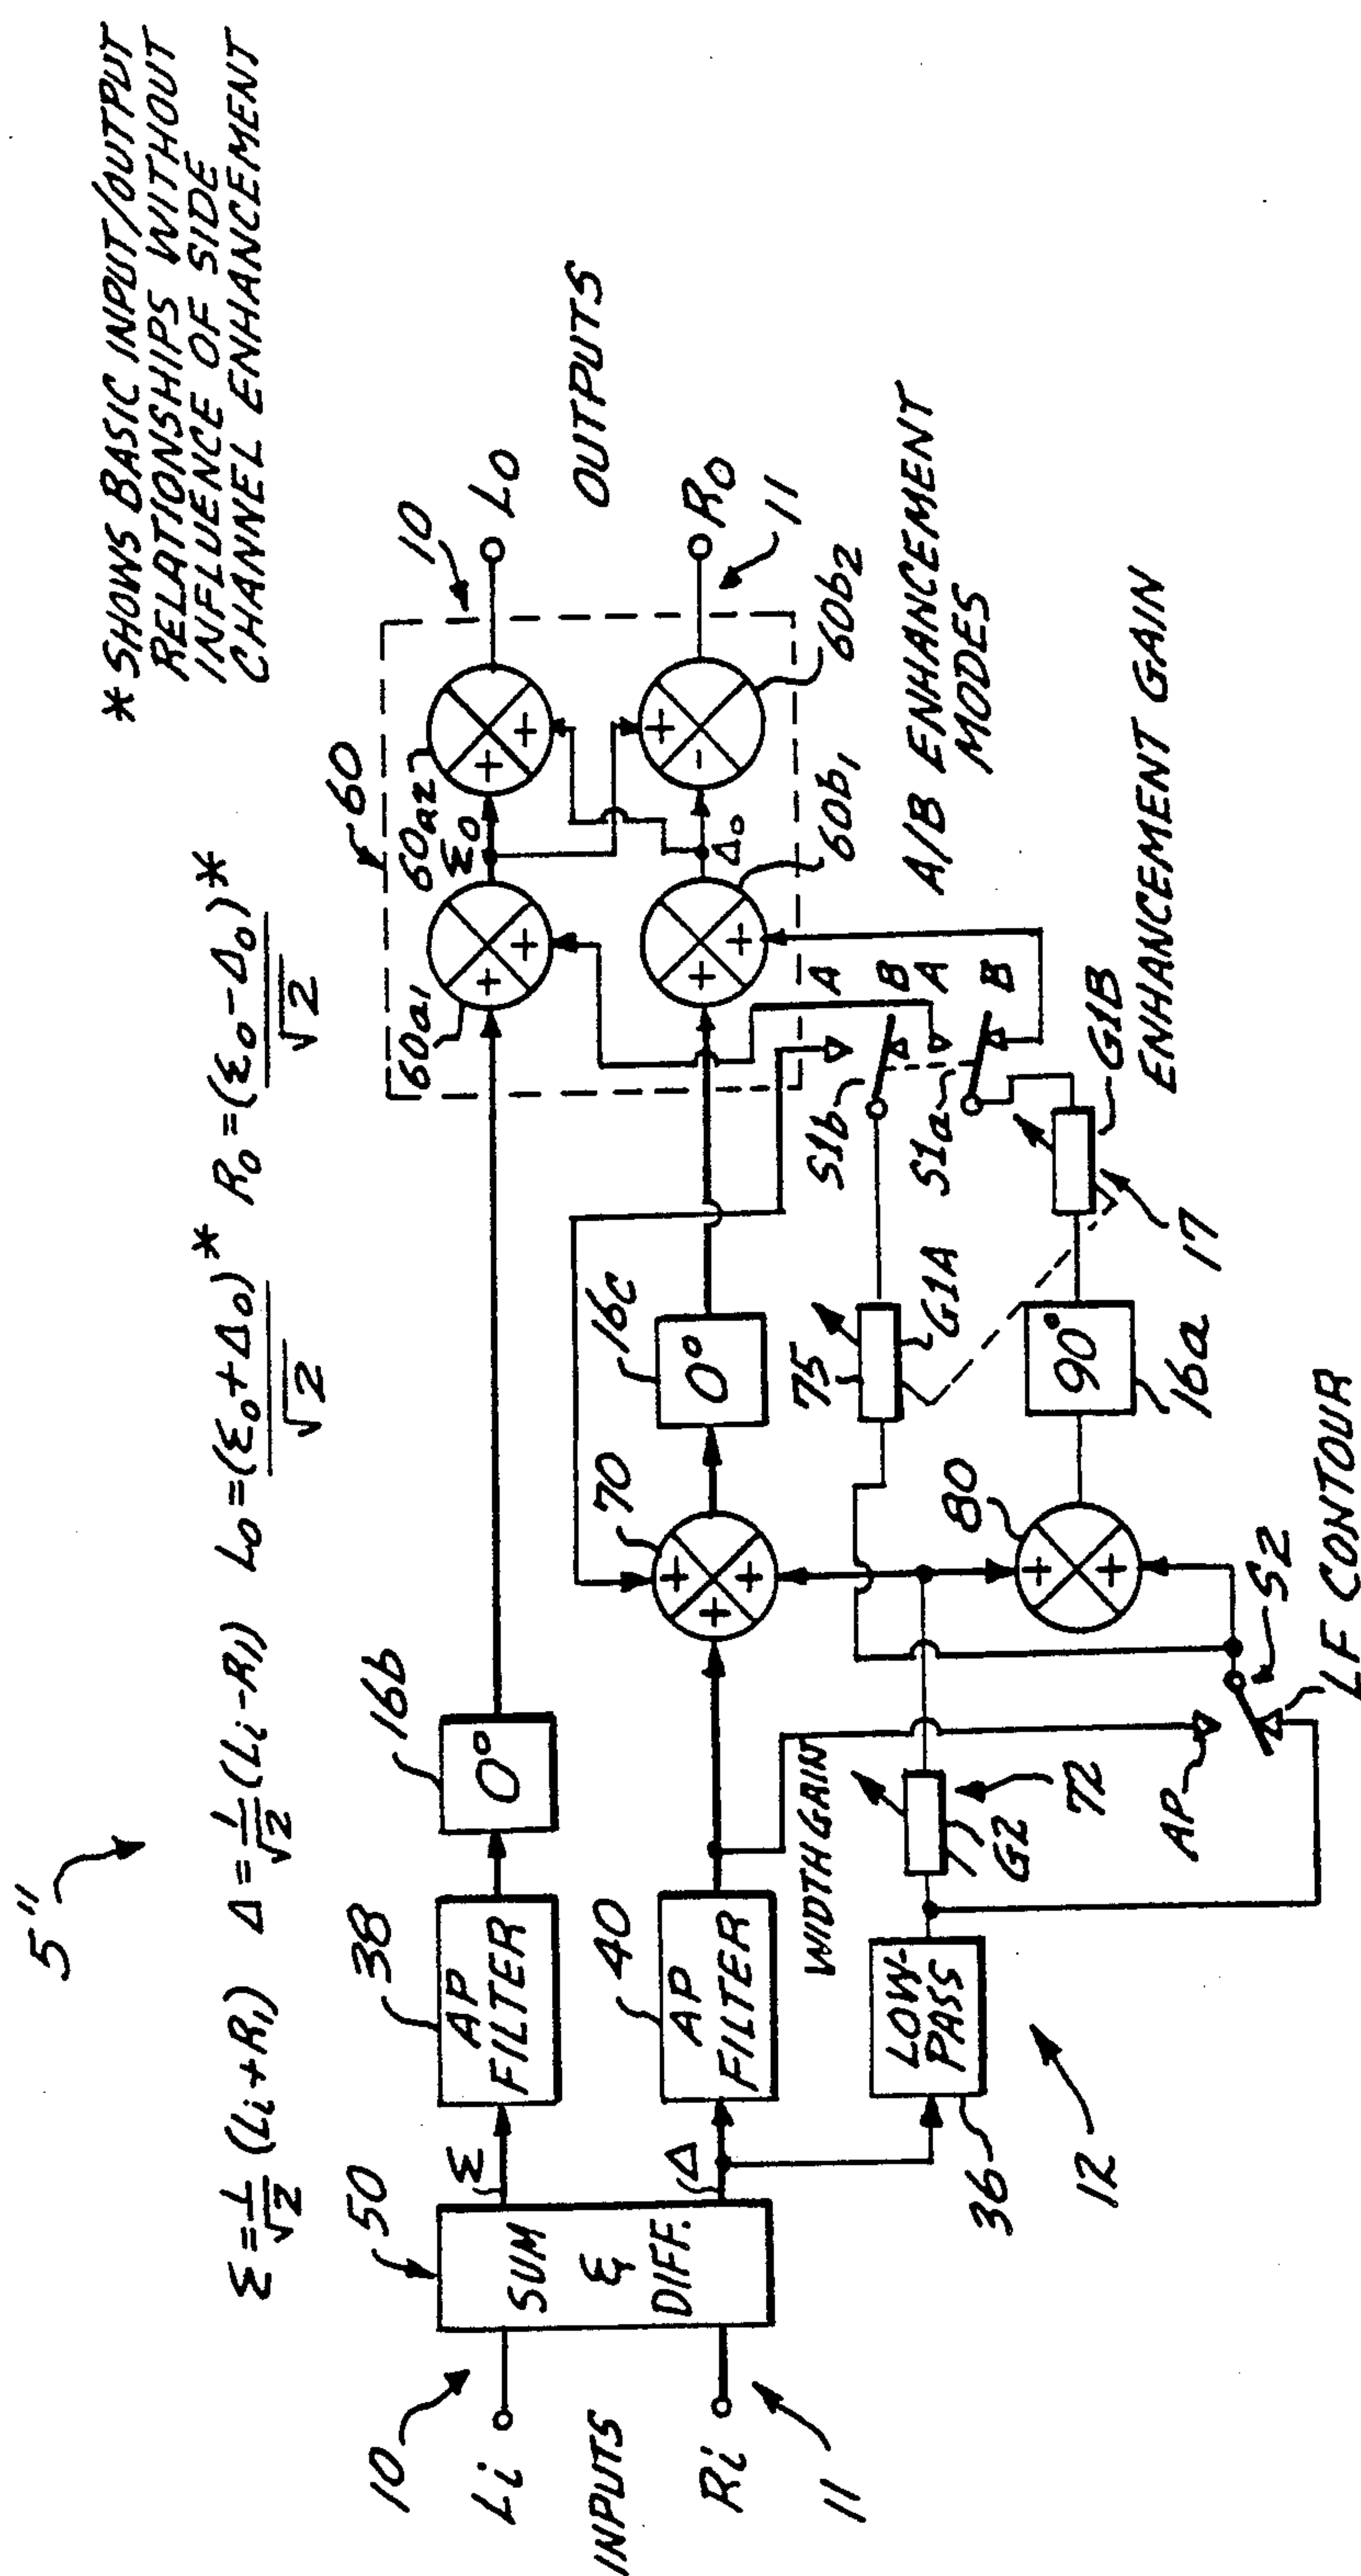 * SHOWS BASIC INPUT/OUTPUT
RELATIONSHIPS WITHOUT
INFLUENCE OF SIDE
CHANNEL ENHANCEMENT
5"
Σ = 1/√2 (Li + Ri)
Δ = 1/√2 (Li - Ri)
Lo = (Σo + Δo)* / √2
Ro = (Σo - Δo)* / √2
10
Li
INPUTS
Ri
11
50
SUM
&
DIFF.
Σ
Δ
38
AP
FILTER
16b
0°
40
AP
FILTER
36
LOW-
PASS
12
WIDTH GAIN
G2
72
AP
S2
LF CONTOUR
70
+
+
+
80
+
+
16c
0°
75
G1A
90°
16a
17
G1B
ENHANCEMENT GAIN
S1b
S1a
A
B
A
B
A/B ENHANCEMENT
MODES
60
60a1
+
+
60a2
Σo
+
+
60b1
+
+
Δo
60b2
+
-
10
Lo
OUTPUTS
Ro
11